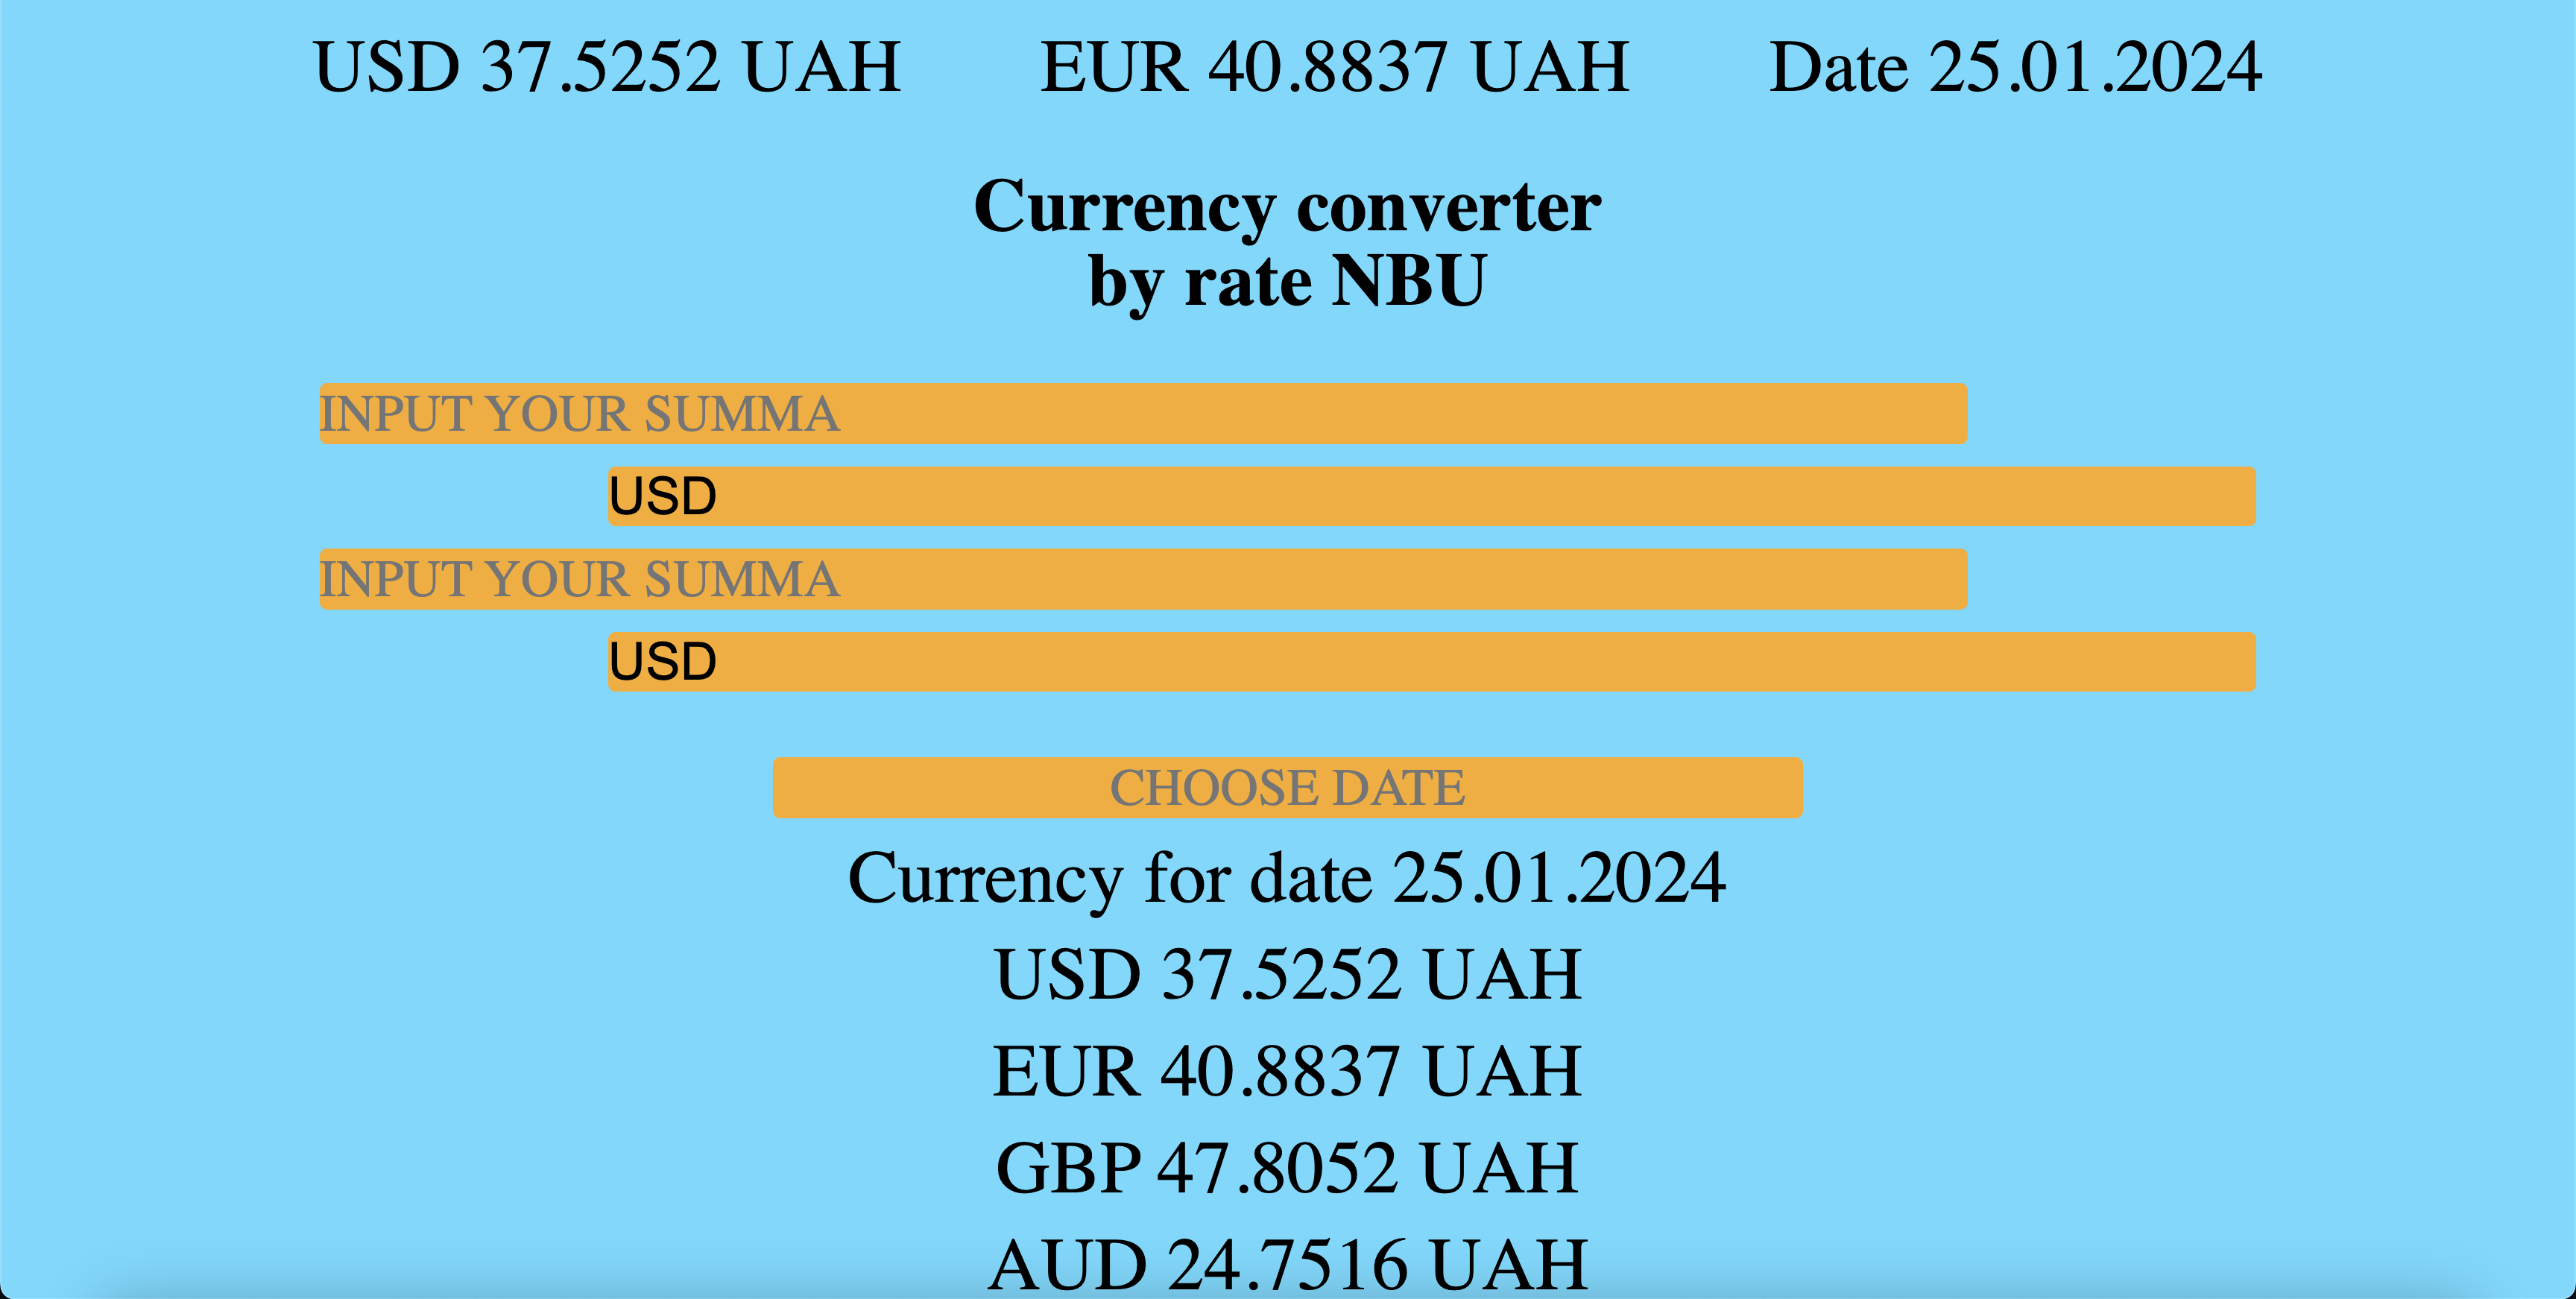 USD 37.5252 UAH EUR 40.8837 UAH Date 25.01.2024
Currency converter
by rate NBU
INPUT YOUR SUMMA
USD
INPUT YOUR SUMMA
USD
CHOOSE DATE
Currency for date 25.01.2024
USD 37.5252 UAH
EUR 40.8837 UAH
GBP 47.8052 UAH
AUD 24.7516 UAH